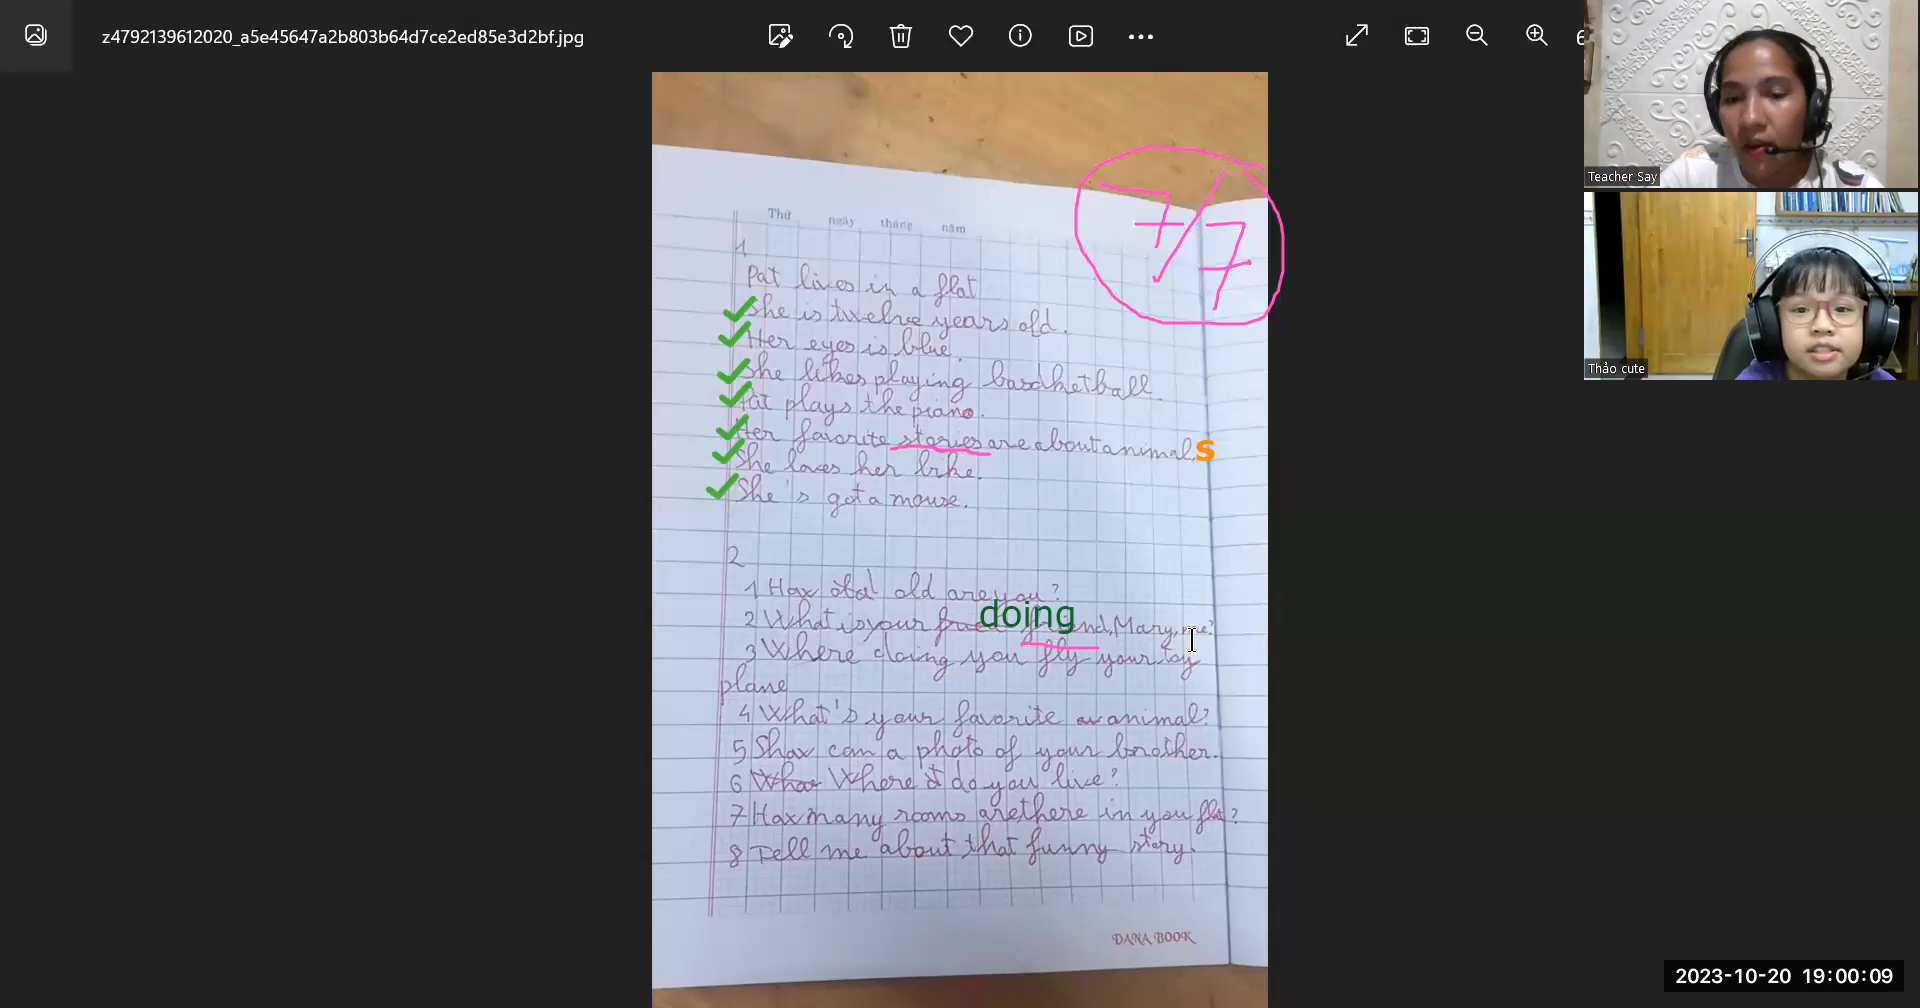 z4792139612020_a5e45647a2b803b64d7ce2ed85e3d2bf.jpg
Teacher Say
Thảo cute
7/7
Thứ ngày tháng năm
1
Pat lives in a flat
She is twelve years old.
Her eyes is blue.
She likes playing basdketball.
Pat plays the piano.
Her favorite stories are about animal, s
She loves her bike.
She's got a mouse.
2
1 How old are you?
doing
2 What is your friend, Mary, me?
3 Where doing you fly your toy
plane
4 What's your favorite animal?
5 Show can a photo of your brother.
6 Where do you live?
7 How many rooms are there in you flat?
8 Tell me about that funny story.
DANA BOOK
2023-10-20 19:00:09